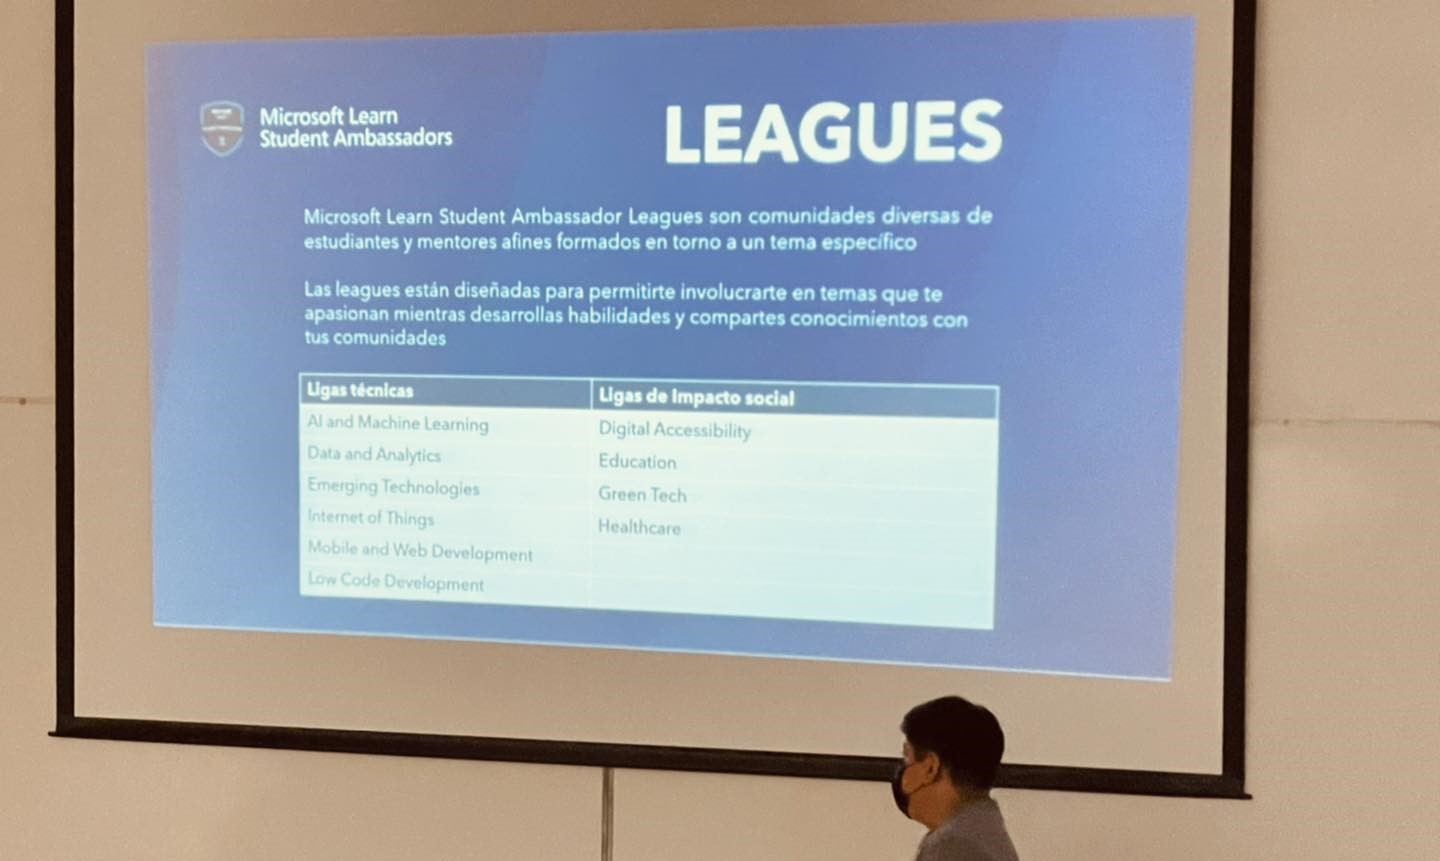 Microsoft Learn
Student Ambassadors
LEAGUES
Microsoft Learn Student Ambassador Leagues son comunidades diversas de
estudiantes y mentores afines formados en torno a un tema específico
Las leagues están diseñadas para permitirte involucrarte en temas que te
apasionan mientras desarrollas habilidades y compartes conocimientos con
tus comunidades
Ligas técnicas
Ligas de Impacto social
AI and Machine Learning
Digital Accessibility
Data and Analytics
Education
Emerging Technologies
Green Tech
Internet of Things
Healthcare
Mobile and Web Development
Low Code Development